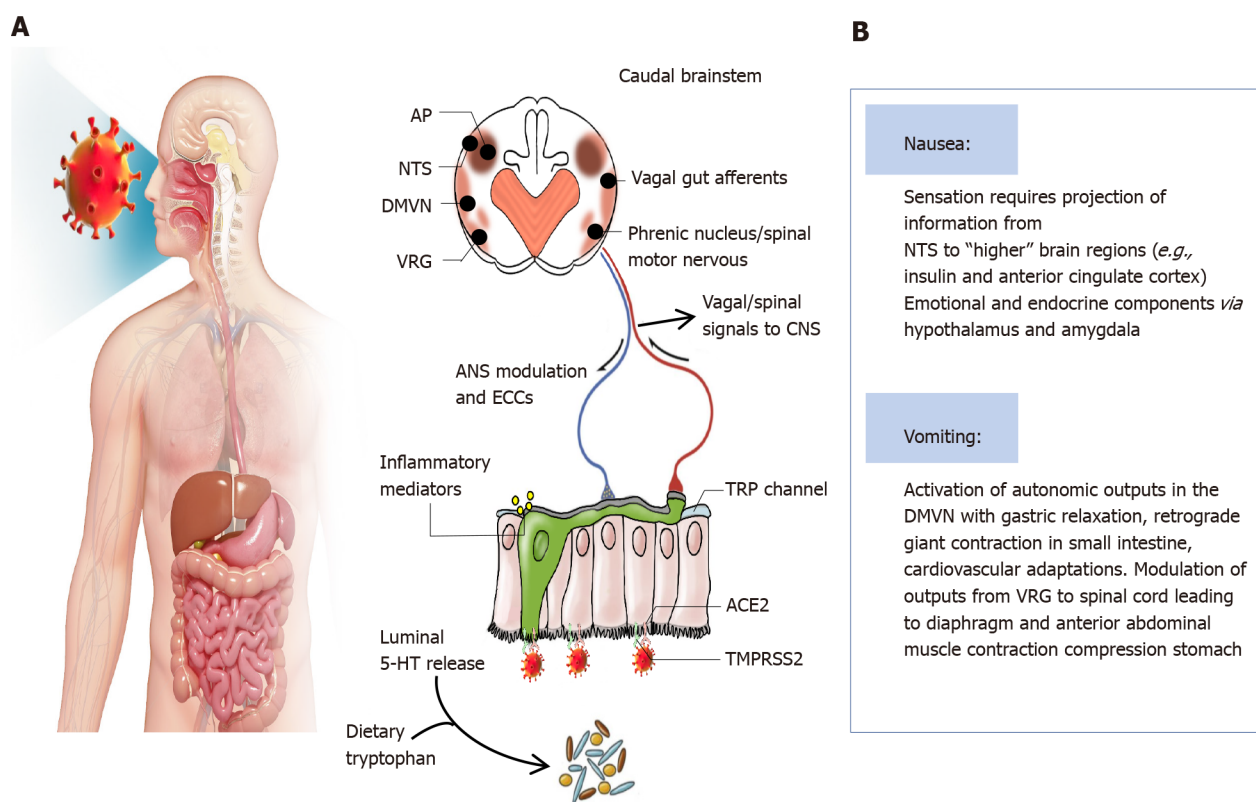 A
Caudal brainstem
AP
NTS
DMVN
VRG
Vagal gut afferents
Phrenic nucleus/spinal
motor nervous
Vagal/spinal
signals to CNS
ANS modulation
and ECCs
Inflammatory
mediators
TRP channel
ACE2
TMPRSS2
Luminal
5-HT release
Dietary
tryptophan
B
Nausea:
Sensation requires projection of
information from
NTS to “higher” brain regions (e.g.,
insulin and anterior cingulate cortex)
Emotional and endocrine components via
hypothalamus and amygdala
Vomiting:
Activation of autonomic outputs in the
DMVN with gastric relaxation, retrograde
giant contraction in small intestine,
cardiovascular adaptations. Modulation of
outputs from VRG to spinal cord leading
to diaphragm and anterior abdominal
muscle contraction compression stomach